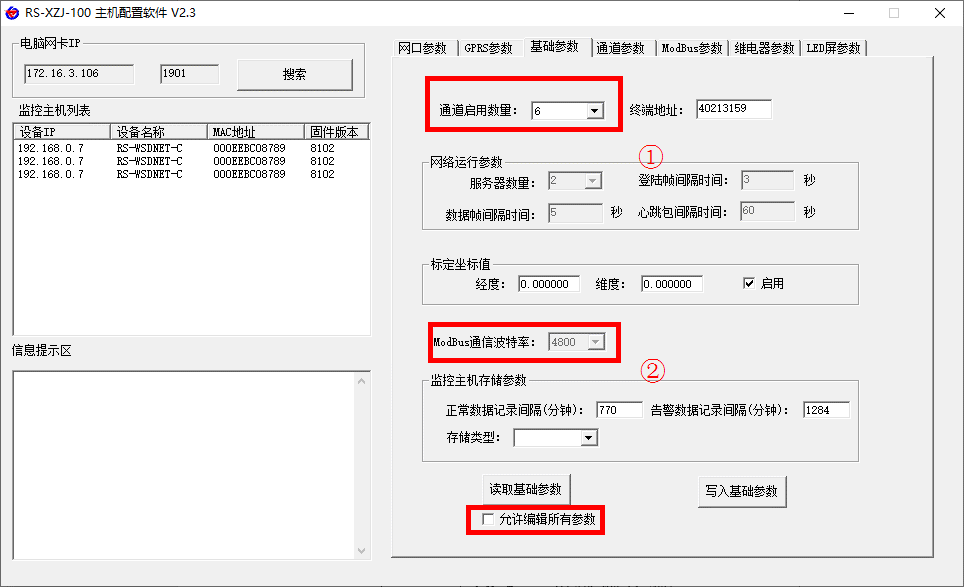 RS-XZJ-100 主机配置软件 V2.3
电脑网卡IP
172.16.3.106 1901 搜索
监控主机列表
设备IP 设备名称 MAC地址 固件版本
192.168.0.7 RS-WSDNET-C 000EEBC08789 8102
192.168.0.7 RS-WSDNET-C 000EEBC08789 8102
192.168.0.7 RS-WSDNET-C 000EEBC08789 8102
信息提示区
网口参数 GPRS参数 基础参数 通道参数 ModBus参数 继电器参数 LED屏参数
通道启用数量： 6 终端地址： 40213159
①
网络运行参数
服务器数量： 2 登陆帧间隔时间： 3 秒
数据帧间隔时间： 5 秒 心跳包间隔时间： 60 秒
标定坐标值
经度： 0.000000 维度： 0.000000 启用
ModBus通信波特率： 4800
②
监控主机存储参数
正常数据记录间隔(分钟)： 770 告警数据记录间隔(分钟)： 1284
存储类型：
读取基础参数 写入基础参数
允许编辑所有参数